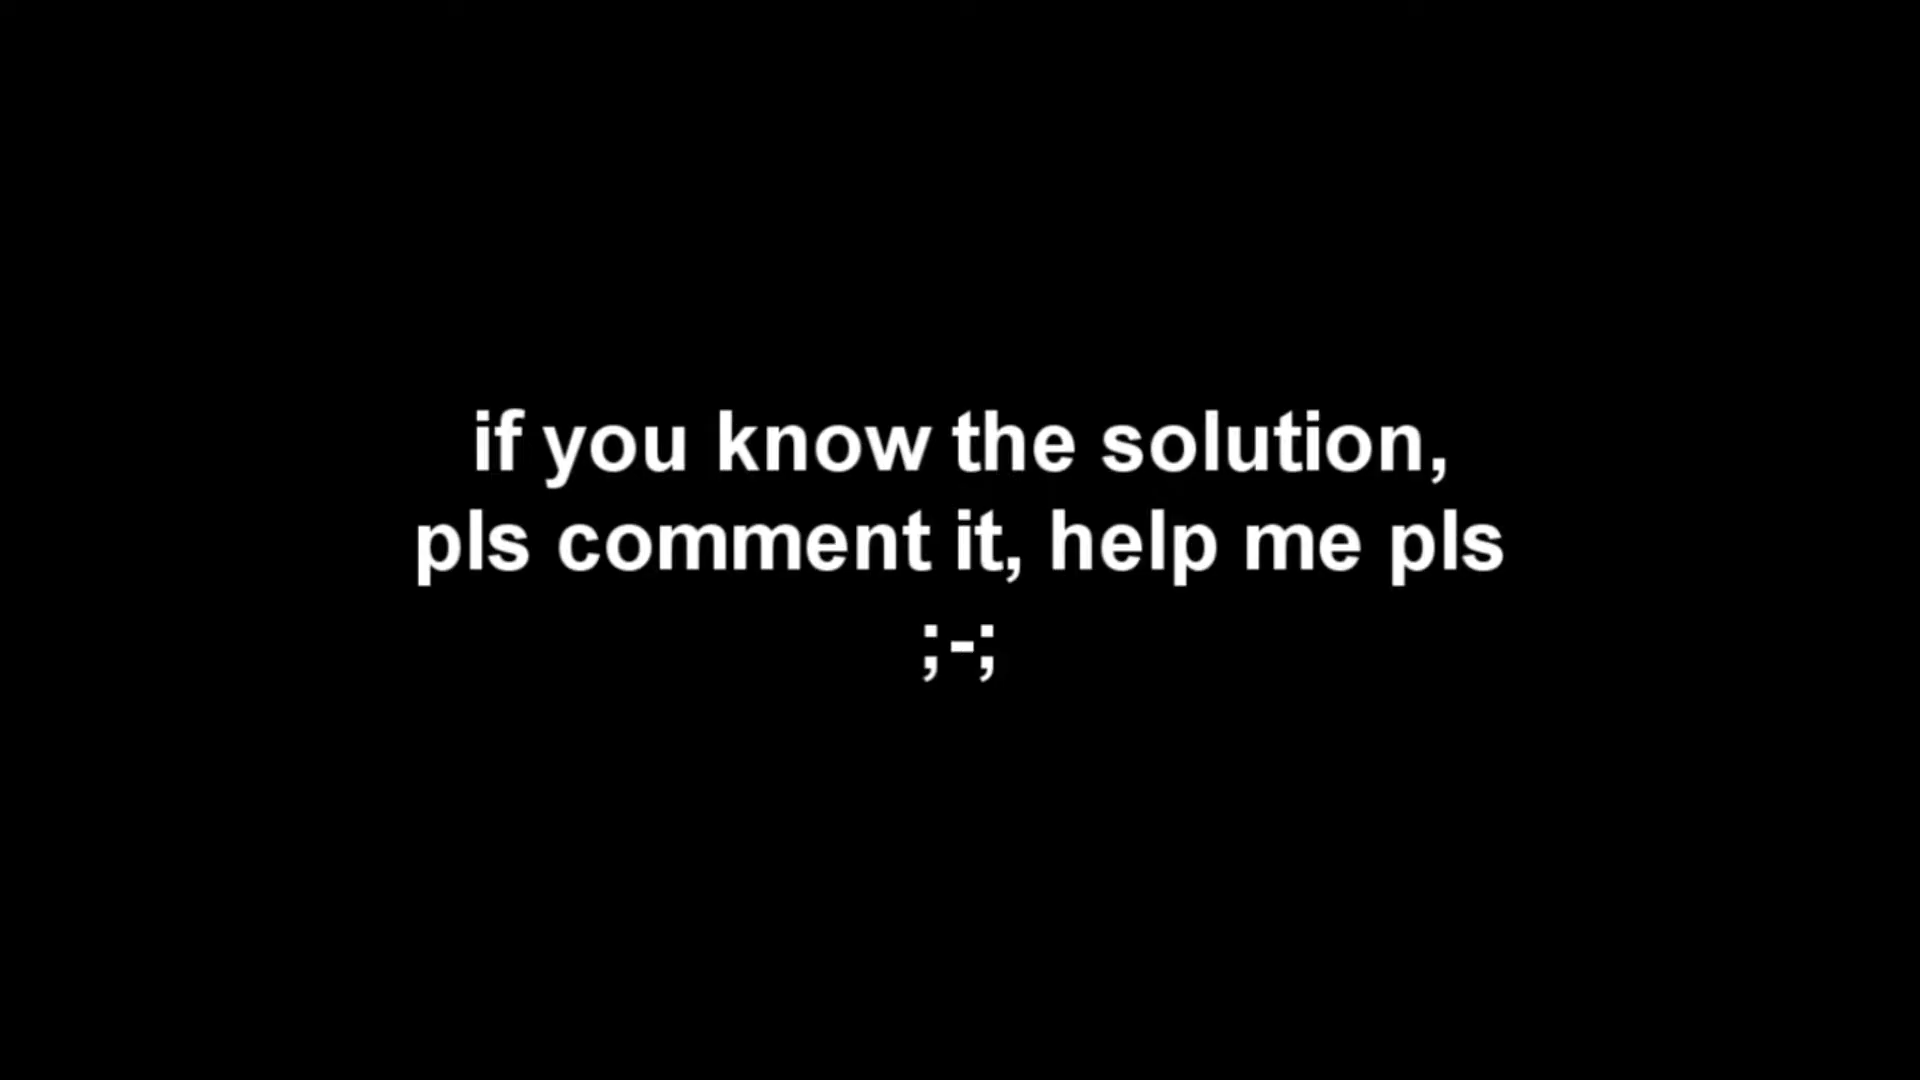 if you know the solution,
pls comment it, help me pls
;-;